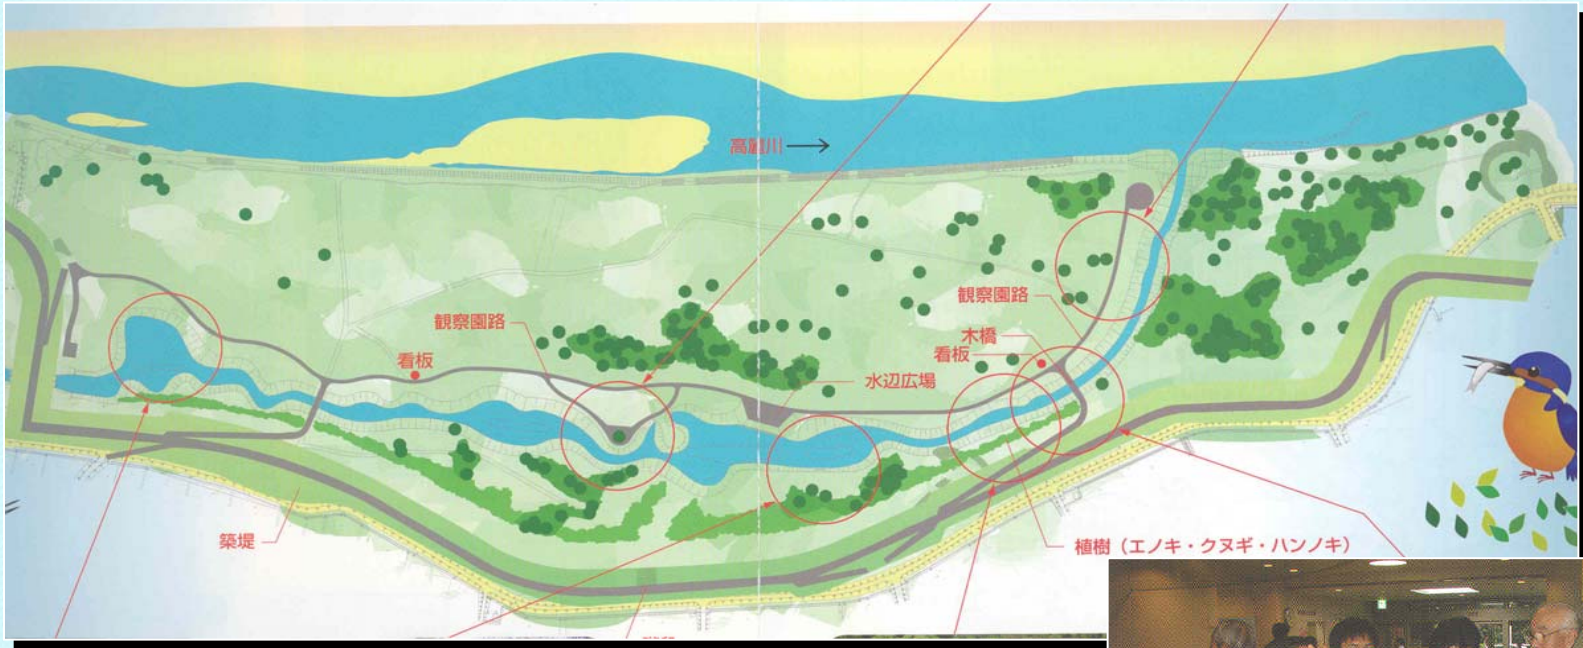 高麗川
観察園路
木橋
看板
観察園路
看板
水辺広場
築堤
植樹（エノキ・クヌギ・ハンノキ）